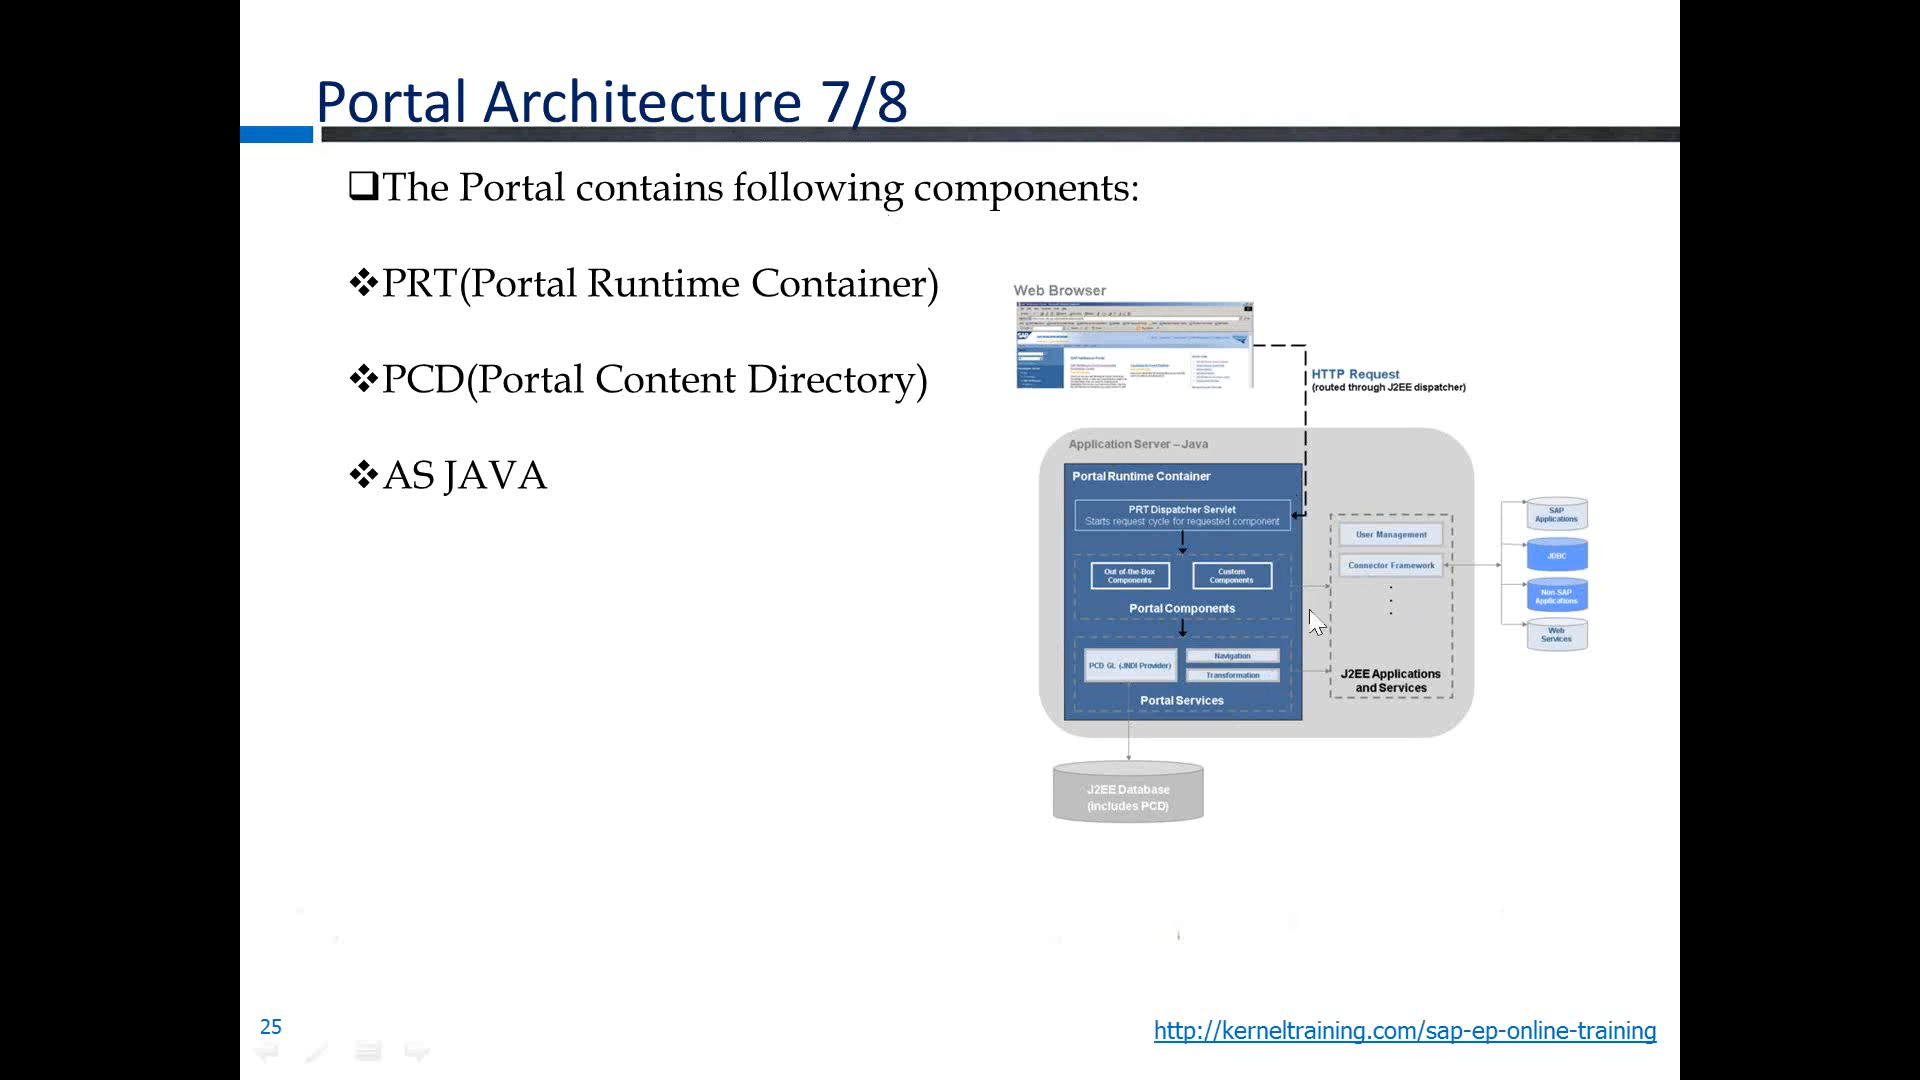 Portal Architecture 7/8
The Portal contains following components:
PRT(Portal Runtime Container)
PCD(Portal Content Directory)
AS JAVA
Web Browser
HTTP Request
(routed through J2EE dispatcher)
Application Server – Java
Portal Runtime Container
PRT Dispatcher Servlet
Starts request cycle for requested component
Out of-the-Box
Components
Custom
Components
Portal Components
PCD GL (JNDI Provider)
Navigation
Transformation
Portal Services
User Management
Connector Framework
J2EE Applications
and Services
SAP
Applications
JDBC
Non-SAP
Applications
Web
Services
J2EE Database
(includes PCD)
25
http://kerneltraining.com/sap-ep-online-training